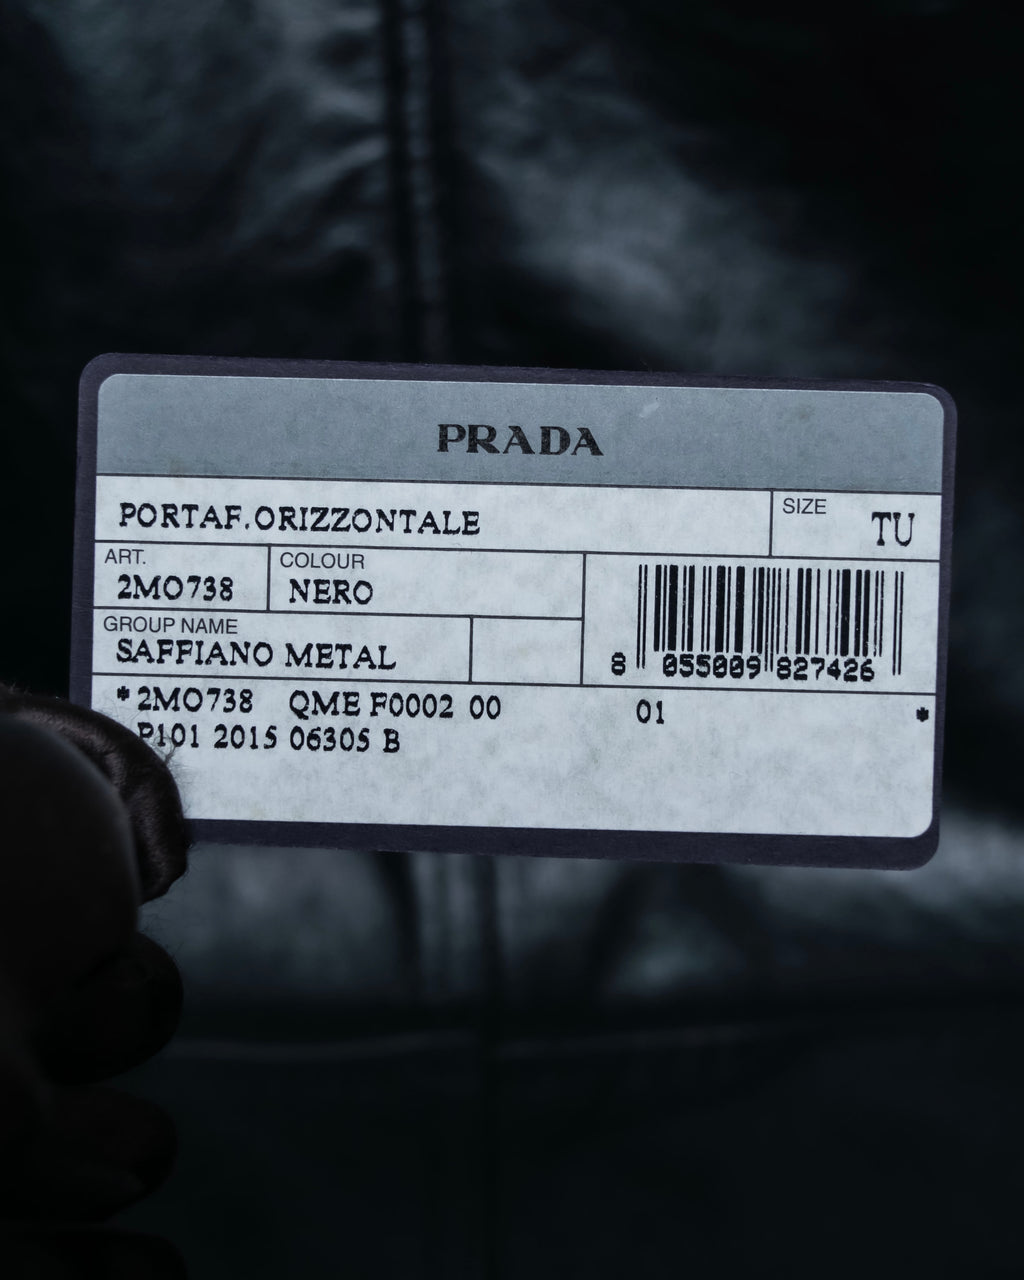 PRADA
PORTAF.ORIZZONTALE
SIZE
TU
ART.
2MO738
COLOUR
NERO
GROUP NAME
SAFFIANO METAL
8 055009 827426
*2MO738 QME F0002 00 01 *
P101 2015 06305 B